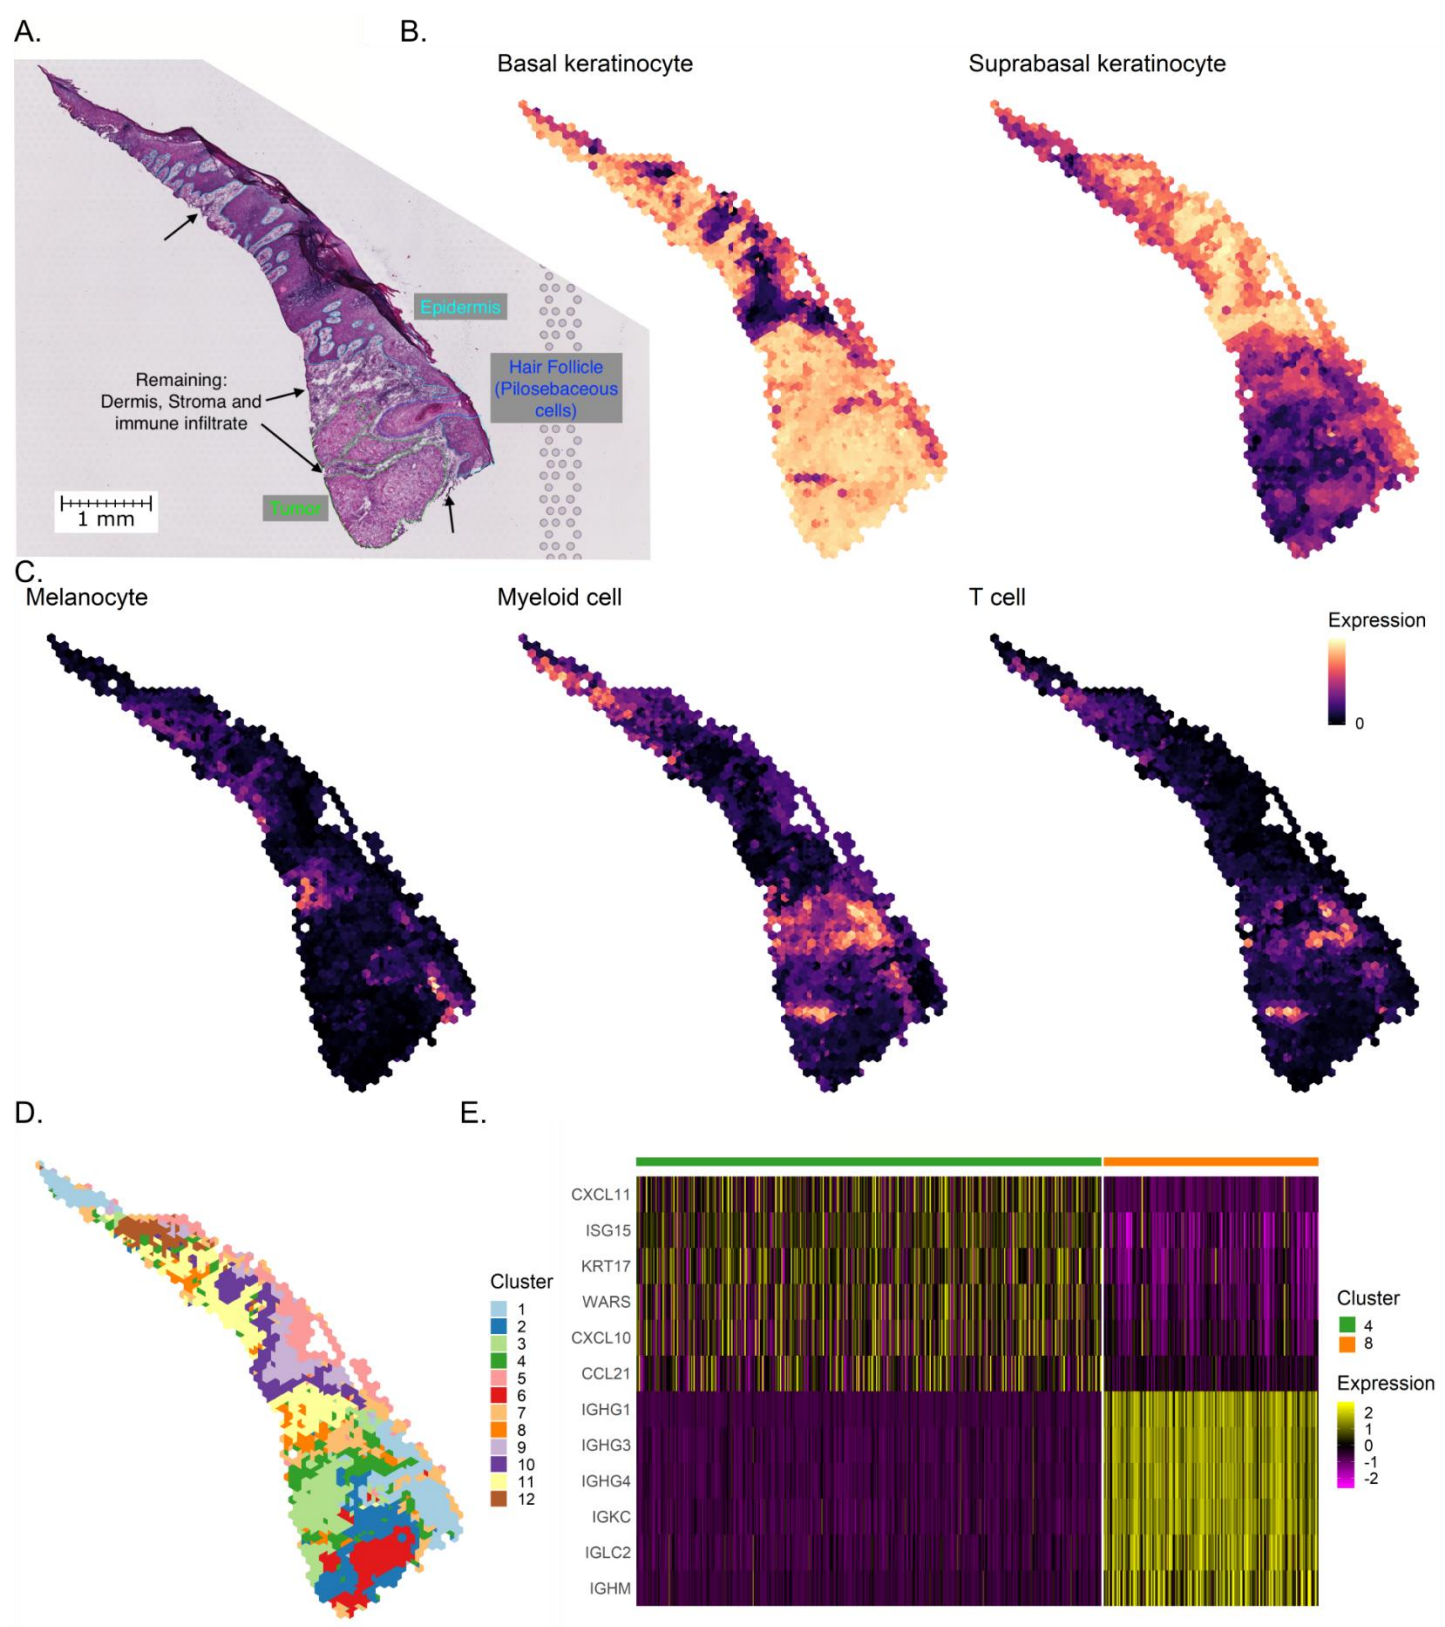 A.
B.
Basal keratinocyte
Suprabasal keratinocyte
Epidermis
Hair Follicle
(Pilosebaceous
cells)
Remaining:
Dermis, Stroma and
immune infiltrate
Tumor
1 mm
C.
Melanocyte
Myeloid cell
T cell
Expression
0
D.
E.
Cluster
1
2
3
4
5
6
7
8
9
10
11
12
CXCL11
ISG15
KRT17
WARS
CXCL10
CCL21
IGHG1
IGHG3
IGHG4
IGKC
IGLC2
IGHM
Cluster
4
8
Expression
2
1
0
-1
-2